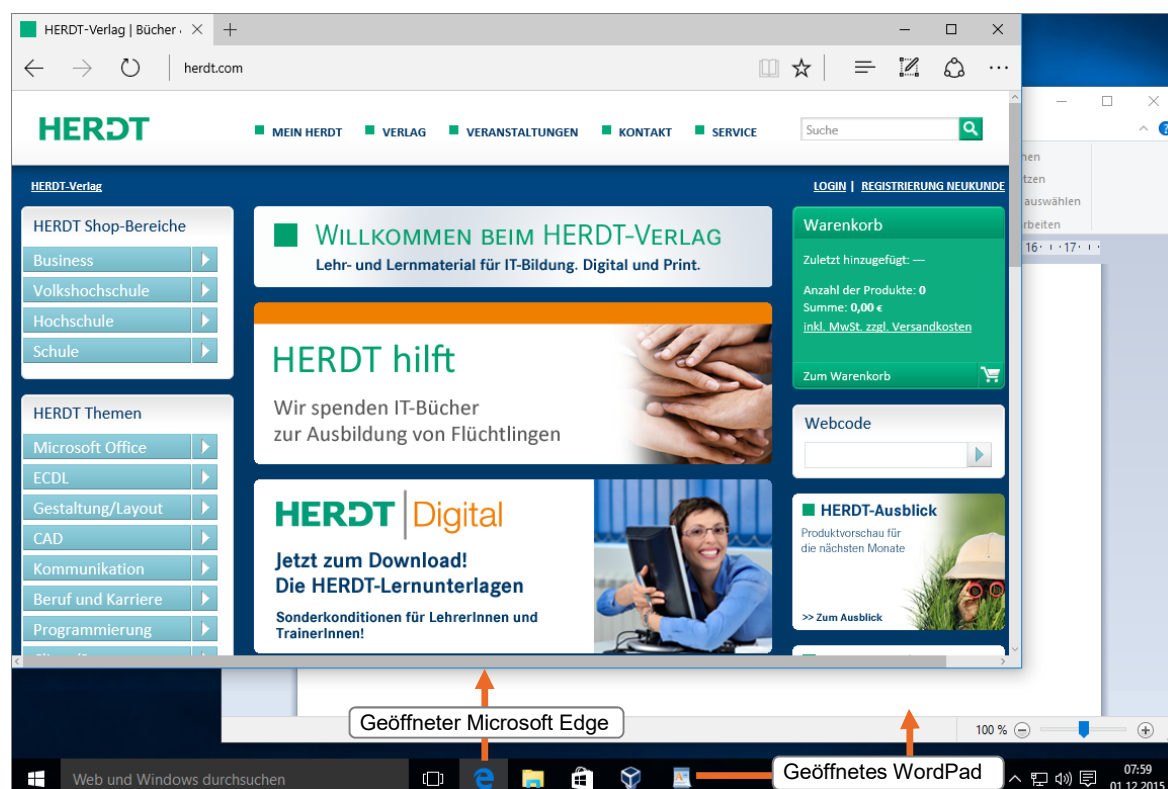 HERDT-Verlag | Bücher
herdt.com
HERDT
MEIN HERDT
VERLAG
VERANSTALTUNGEN
KONTAKT
SERVICE
Suche
HERDT-Verlag
LOGIN | REGISTRIERUNG NEUKUNDE
HERDT Shop-Bereiche
Business
Volkshochschule
Hochschule
Schule
HERDT Themen
Microsoft Office
ECDL
Gestaltung/Layout
CAD
Kommunikation
Beruf und Karriere
Programmierung
WILLKOMMEN BEIM HERDT-VERLAG
Lehr- und Lernmaterial für IT-Bildung. Digital und Print.
HERDT hilft
Wir spenden IT-Bücher
zur Ausbildung von Flüchtlingen
HERDT Digital
Jetzt zum Download!
Die HERDT-Lernunterlagen
Sonderkonditionen für LehrerInnen und
TrainerInnen!
Warenkorb
Zuletzt hinzugefügt: ---
Anzahl der Produkte: 0
Summe: 0,00 €
inkl. MwSt. zzgl. Versandkosten
Zum Warenkorb
Webcode
HERDT-Ausblick
Produktvorschau für
die nächsten Monate
>> Zum Ausblick
auswählen
16 17
Geöffneter Microsoft Edge
100 %
Web und Windows durchsuchen
Geöffnetes WordPad
07:59
01.12.2015